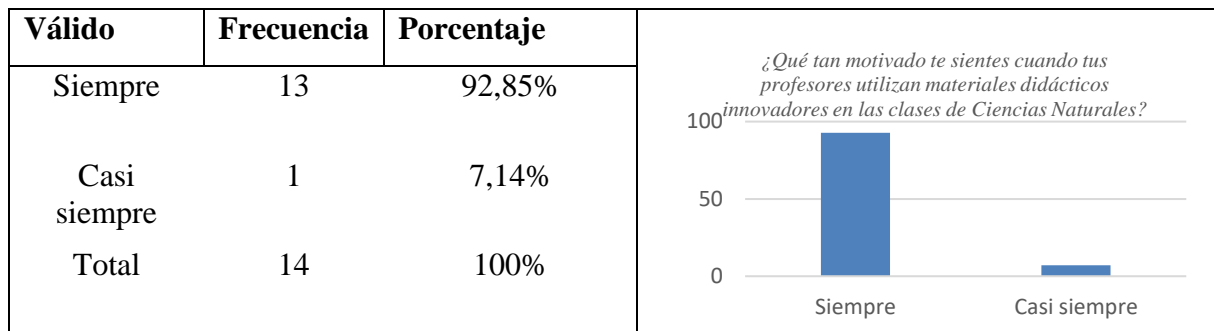 Válido Frecuencia Porcentaje
Siempre 13 92,85%
Casi
siempre 1 7,14%
Total 14 100%
¿Qué tan motivado te sientes cuando tus
profesores utilizan materiales didácticos
innovadores en las clases de Ciencias Naturales?
100
50
0
Siempre Casi siempre